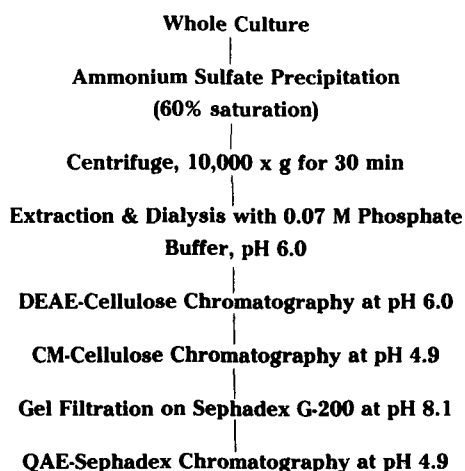 Whole Culture
Ammonium Sulfate Precipitation
(60% saturation)
Centrifuge, 10,000 x g for 30 min
Extraction & Dialysis with 0.07 M Phosphate
Buffer, pH 6.0
DEAE-Cellulose Chromatography at pH 6.0
CM-Cellulose Chromatography at pH 4.9
Gel Filtration on Sephadex G-200 at pH 8.1
QAE-Sephadex Chromatography at pH 4.9